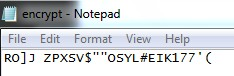 encrypt - Notepad
File Edit Format View Help
RO]J ZPXSV$""OSYL#EIK177'(